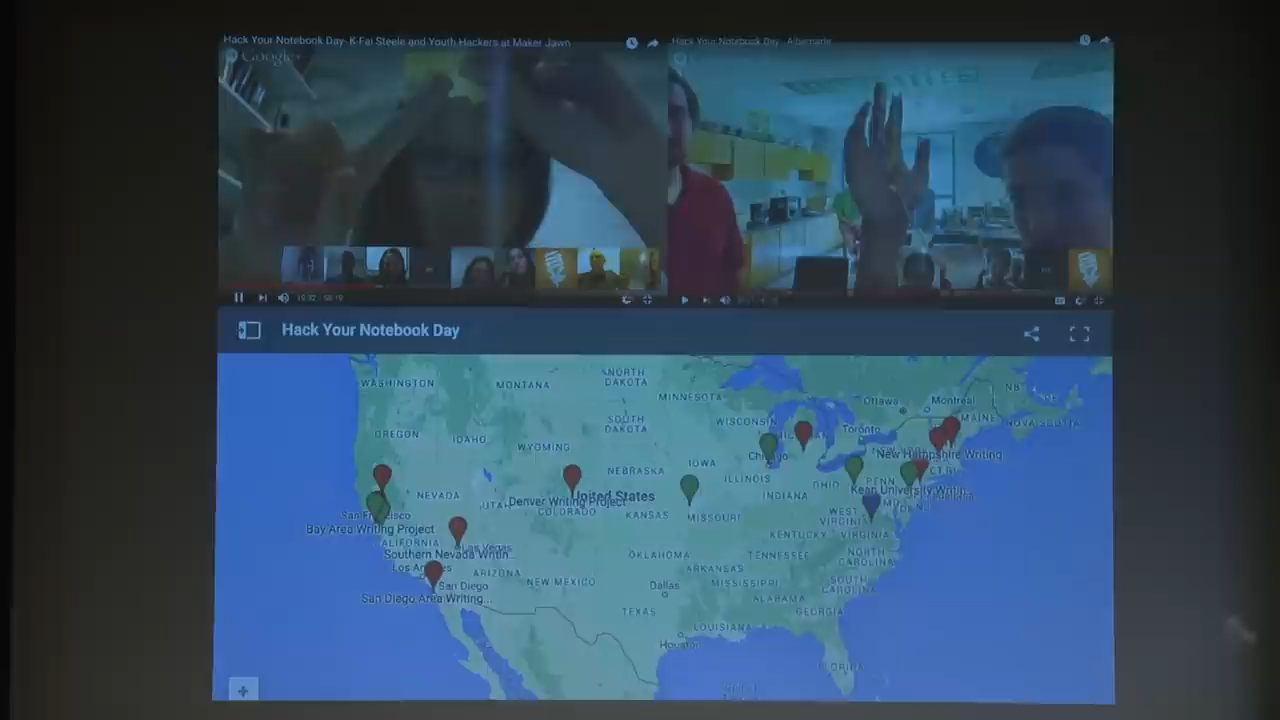 Hack Your Notebook Day- K-Fai Steele and Youth Hackers at Maker Jawn
Hack Your Notebook Day - Albemarle
Google+
Hack Your Notebook Day
WASHINGTON
MONTANA
NORTH DAKOTA
MINNESOTA
Ottawa
Montreal
MAINE
NB
NOVA SCOTIA
OREGON
IDAHO
WYOMING
SOUTH DAKOTA
WISCONSIN
Toronto
Chicago
IOWA
New Hampshire Writing
NEVADA
UTAH
NEBRASKA
ILLINOIS
INDIANA
OHIO
PENN
Kean University Writin...
United States
Denver Writing Project
COLORADO
KANSAS
MISSOURI
WEST VIRGINIA
San Francisco
Bay Area Writing Project
VIRGINIA
KENTUCKY
Las Vegas
Southern Nevada Writin...
Los Angeles
ARIZONA
NEW MEXICO
OKLAHOMA
ARKANSAS
TENNESSEE
NORTH CAROLINA
San Diego
San Diego Area Writing...
Dallas
MISSISSIPPI
ALABAMA
SOUTH CAROLINA
TEXAS
GEORGIA
LOUISIANA
Houston
FLORIDA